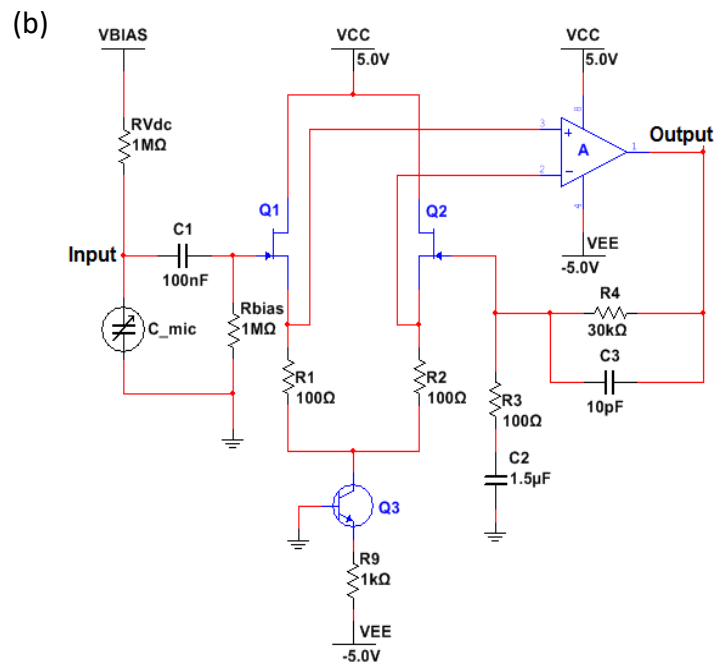 (b)
VBIAS
VCC
5.0V
VCC
5.0V
RVdc
1MΩ
3
8
+
A
1
Output
2
−
4
Q1
Q2
C1
Input
100nF
VEE
-5.0V
C_mic
Rbias
1MΩ
R4
30kΩ
C3
10pF
R1
100Ω
R2
100Ω
R3
100Ω
C2
1.5µF
Q3
R9
1kΩ
VEE
-5.0V